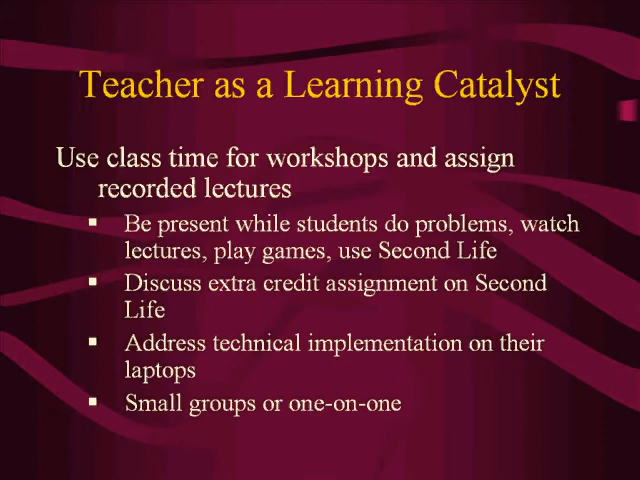 Teacher as a Learning Catalyst
Use class time for workshops and assign
recorded lectures
▪ Be present while students do problems, watch
lectures, play games, use Second Life
▪ Discuss extra credit assignment on Second
Life
▪ Address technical implementation on their
laptops
▪ Small groups or one-on-one